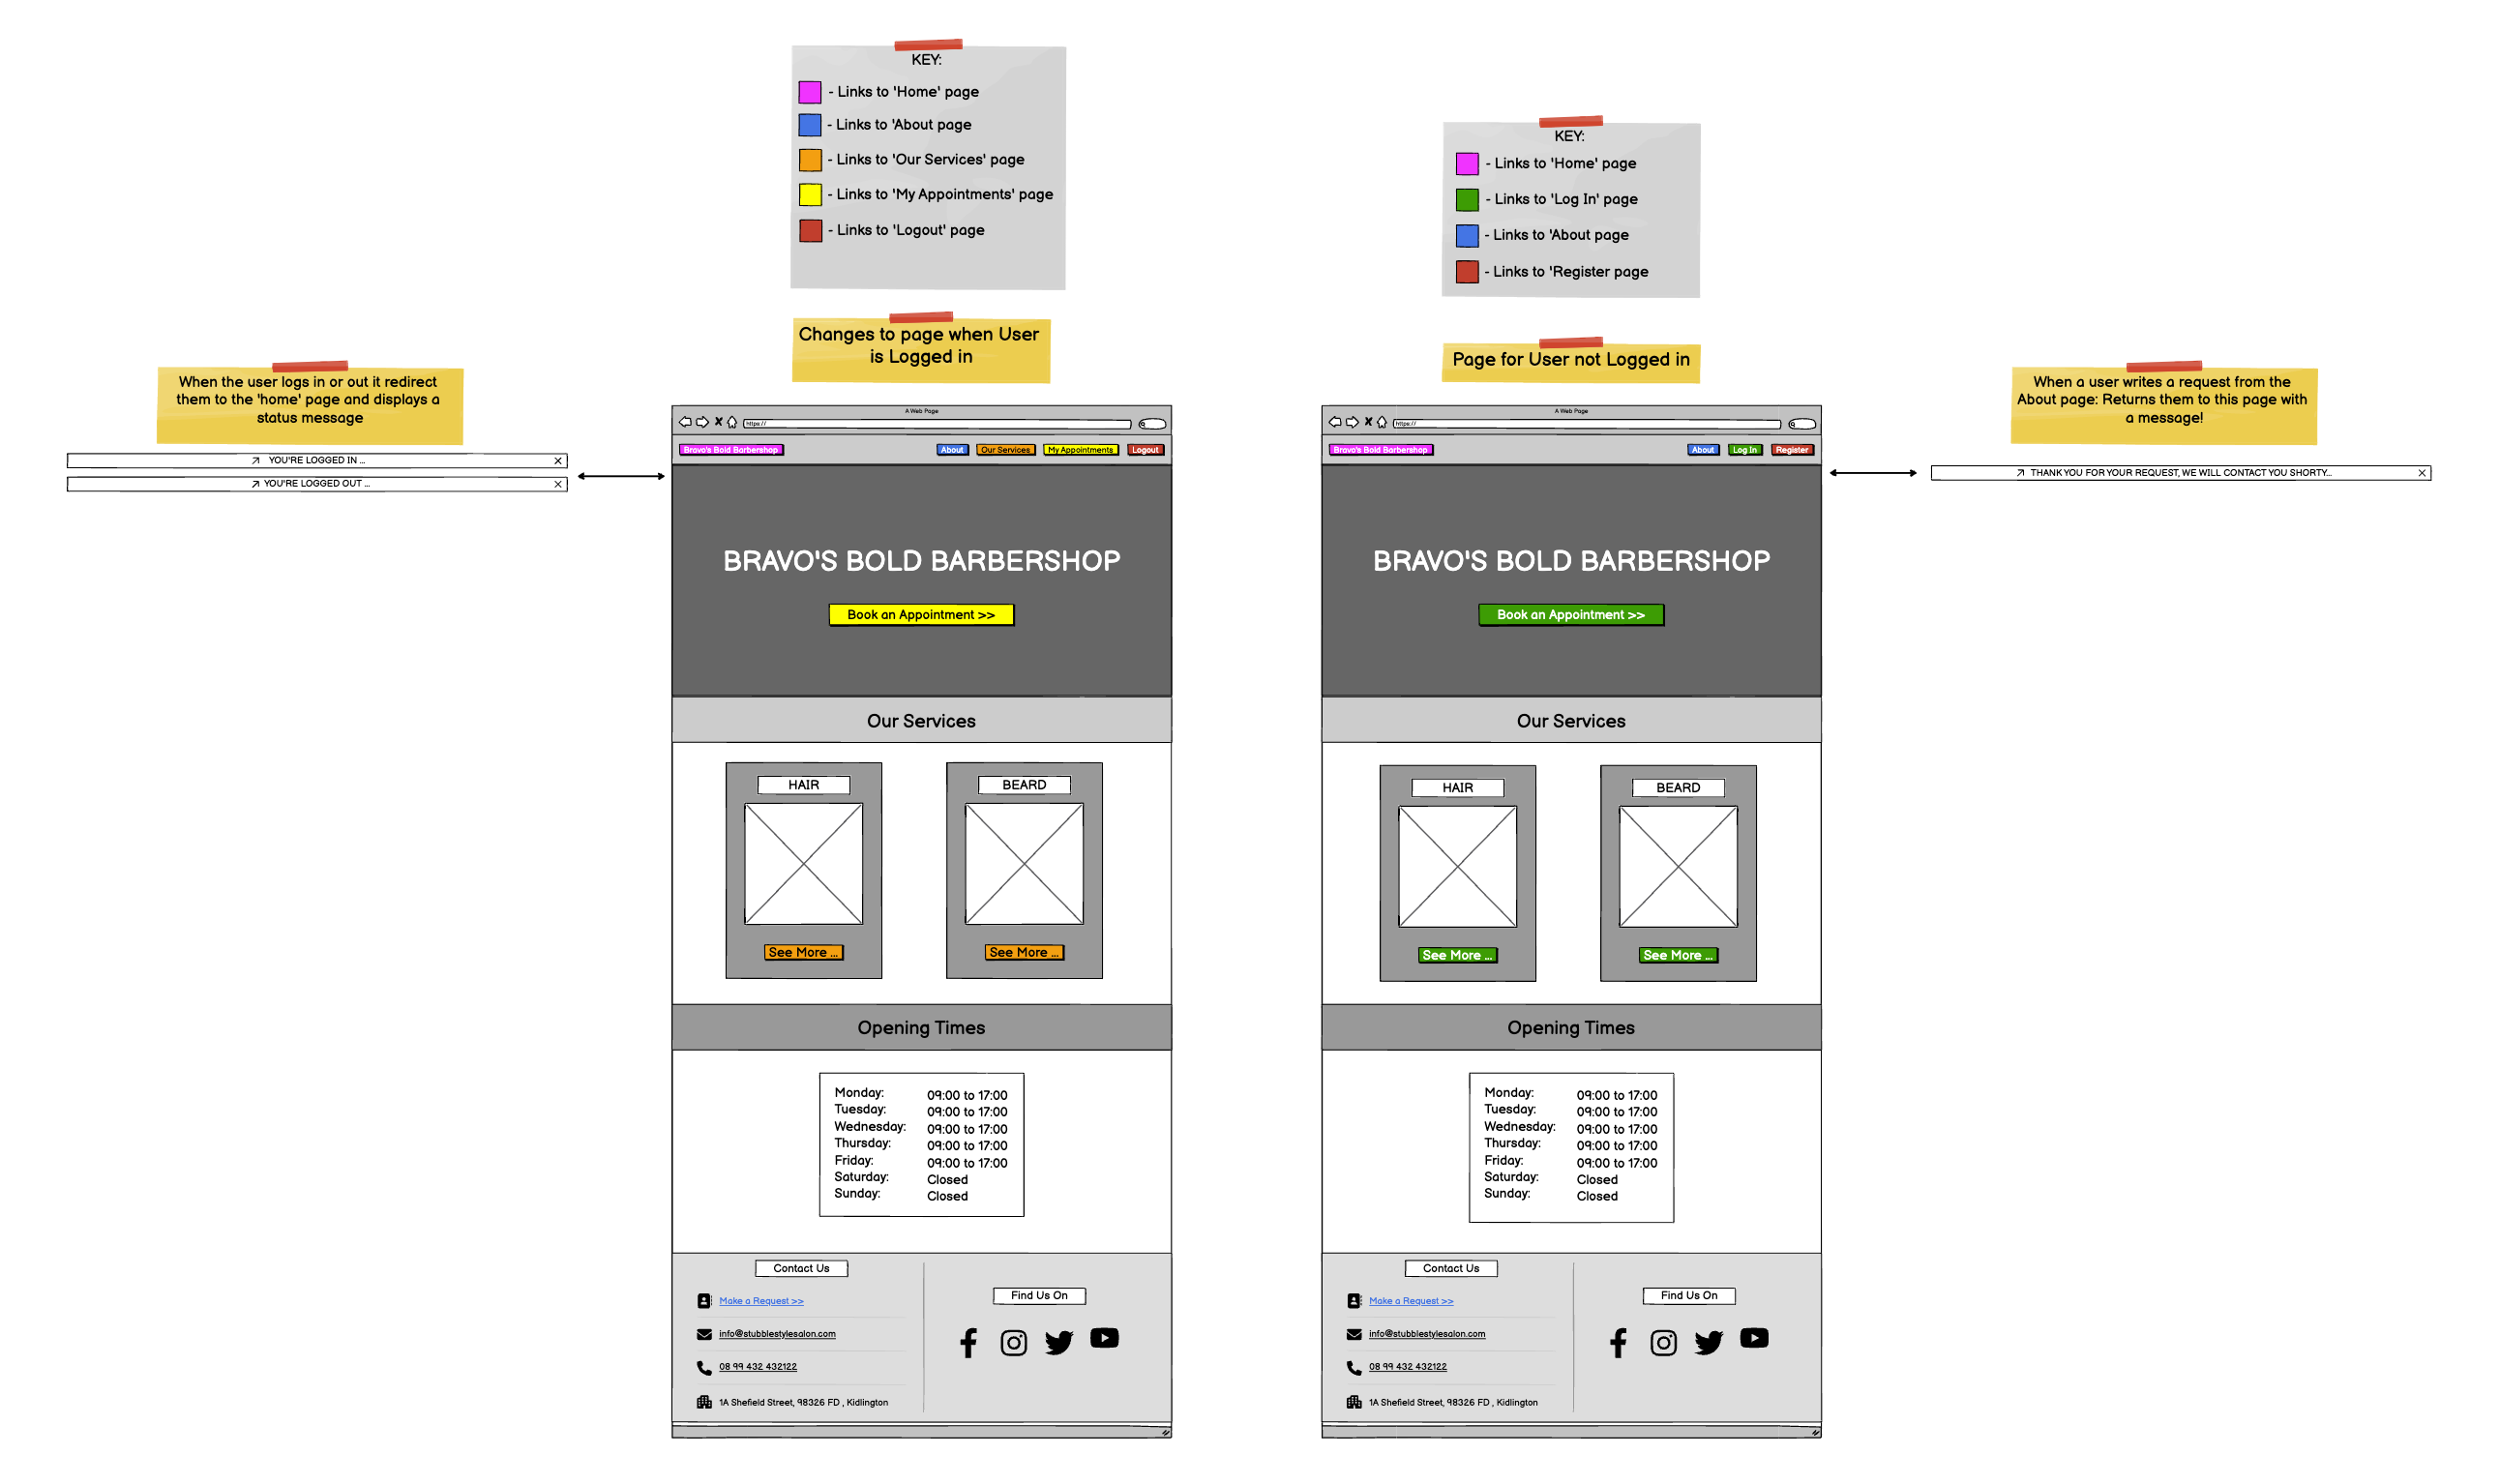 KEY:
- Links to 'Home' page
- Links to 'About page
- Links to 'Our Services' page
- Links to 'My Appointments' page
- Links to 'Logout' page
KEY:
- Links to 'Home' page
- Links to 'Log In' page
- Links to 'About page
- Links to 'Register page
Changes to page when User
is Logged in
Page for User not Logged in
When the user logs in or out it redirect
them to the 'home' page and displays a
status message
YOU'RE LOGGED IN ...
YOU'RE LOGGED OUT ...
When a user writes a request from the
About page: Returns them to this page with
a message!
THANK YOU FOR YOUR REQUEST, WE WILL CONTACT YOU SHORTY...
A Web Page
https://
Bravo's Bold Barbershop
About
Our Services
My Appointments
Logout
BRAVO'S BOLD BARBERSHOP
Book an Appointment >>
Our Services
HAIR
BEARD
See More ...
See More ...
Opening Times
Monday: 09:00 to 17:00
Tuesday: 09:00 to 17:00
Wednesday: 09:00 to 17:00
Thursday: 09:00 to 17:00
Friday: 09:00 to 17:00
Saturday: Closed
Sunday: Closed
Contact Us
Make a Request >>
info@stubblestylesalon.com
08 99 432 432122
1A Shefield Street, 98326 FD , Kidlington
Find Us On
A Web Page
https://
Bravo's Bold Barbershop
About
Log In
Register
BRAVO'S BOLD BARBERSHOP
Book an Appointment >>
Our Services
HAIR
BEARD
See More ...
See More ...
Opening Times
Monday: 09:00 to 17:00
Tuesday: 09:00 to 17:00
Wednesday: 09:00 to 17:00
Thursday: 09:00 to 17:00
Friday: 09:00 to 17:00
Saturday: Closed
Sunday: Closed
Contact Us
Make a Request >>
info@stubblestylesalon.com
08 99 432 432122
1A Shefield Street, 98326 FD , Kidlington
Find Us On